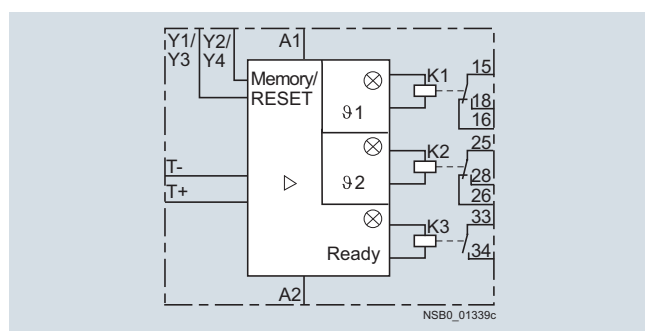 Y1/ Y2/ A1
Y3 Y4
Memory/
RESET
ϑ1
K1
15
18
16
T-
T+
ϑ2
K2
25
28
26
Ready
K3
33
34
A2
NSB0_01339c